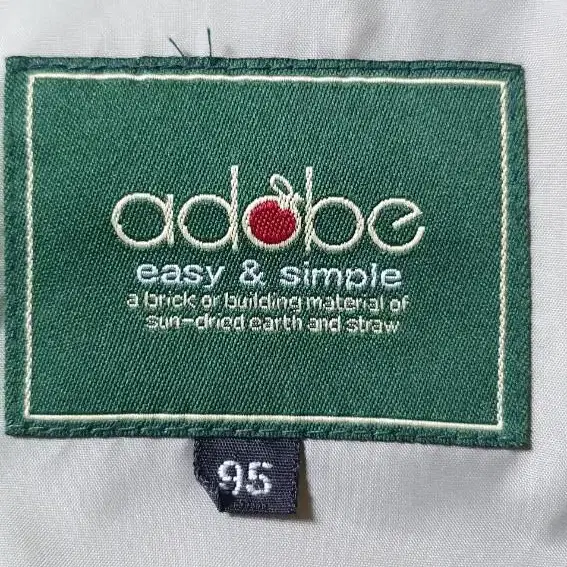 adobe
easy & simple
a brick or building material of
sun-dried earth and straw
95